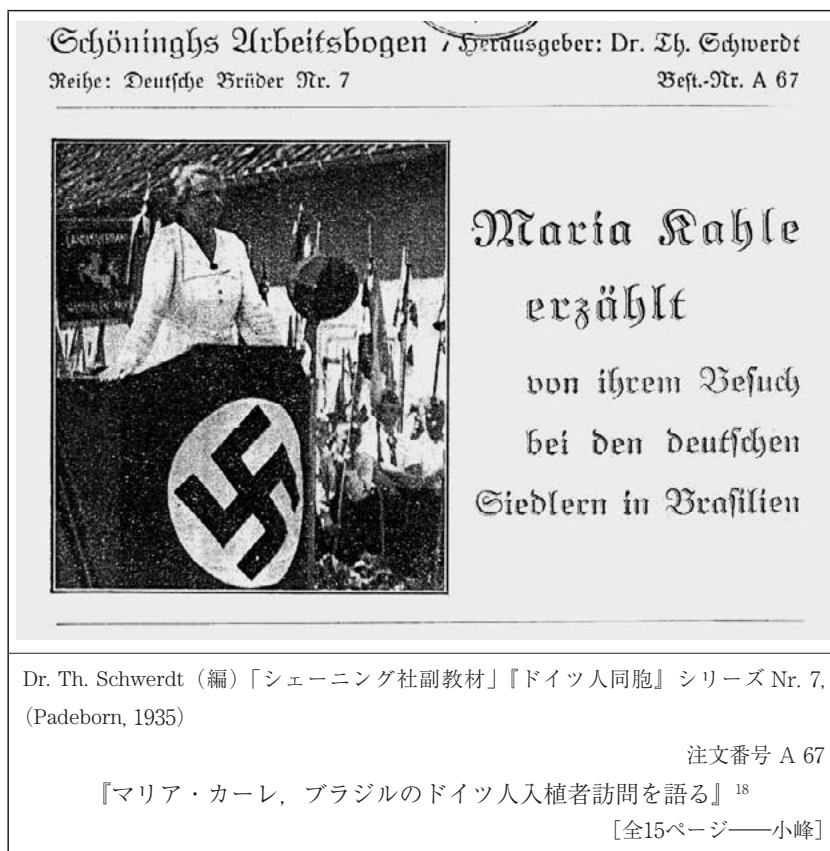 Schöninghs Arbeitsbogen / Herausgeber: Dr. Th. Schwerdt
Reihe: Deutsche Brüder Nr. 7
Best.-Nr. A 67
Maria Kahle
erzählt
von ihrem Besuch
bei den deutschen
Siedlern in Brasilien
Dr. Th. Schwerdt（編）「シェーニング社副教材」『ドイツ人同胞』シリーズ Nr. 7,
（Padeborn, 1935）
注文番号 A 67
『マリア・カーレ，ブラジルのドイツ人入植者訪問を語る』18
［全15ページ――小峰］